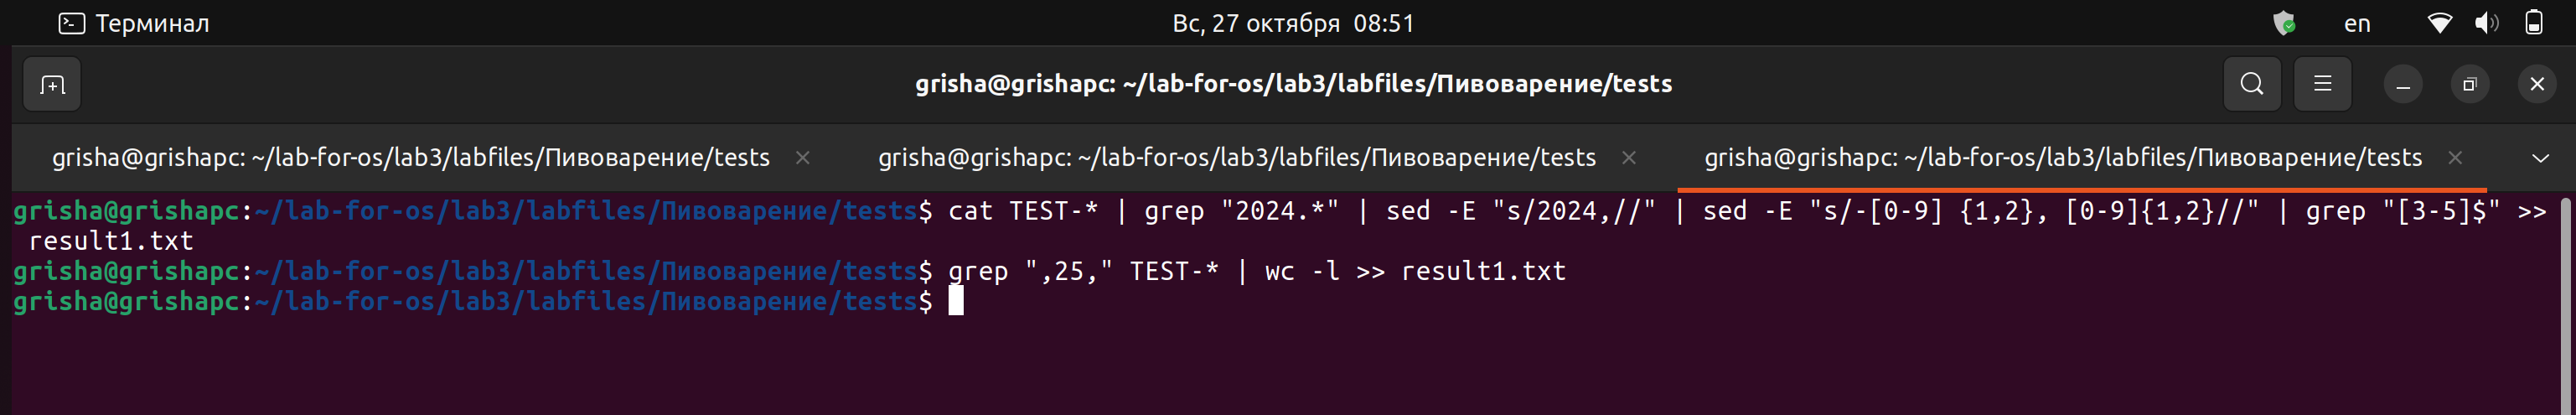 Терминал
Вс, 27 октября 08:51
en
grisha@grishapc: ~/lab-for-os/lab3/labfiles/Пивоварение/tests
grisha@grishapc: ~/lab-for-os/lab3/labfiles/Пивоварение/tests
grisha@grishapc: ~/lab-for-os/lab3/labfiles/Пивоварение/tests
grisha@grishapc: ~/lab-for-os/lab3/labfiles/Пивоварение/tests
grisha@grishapc:~/lab-for-os/lab3/labfiles/Пивоварение/tests$ cat TEST-* | grep "2024.*" | sed -E "s/2024,//" | sed -E "s/-[0-9] {1,2}, [0-9]{1,2}//" | grep "[3-5]$" >>
result1.txt
grisha@grishapc:~/lab-for-os/lab3/labfiles/Пивоварение/tests$ grep ",25," TEST-* | wc -l >> result1.txt
grisha@grishapc:~/lab-for-os/lab3/labfiles/Пивоварение/tests$